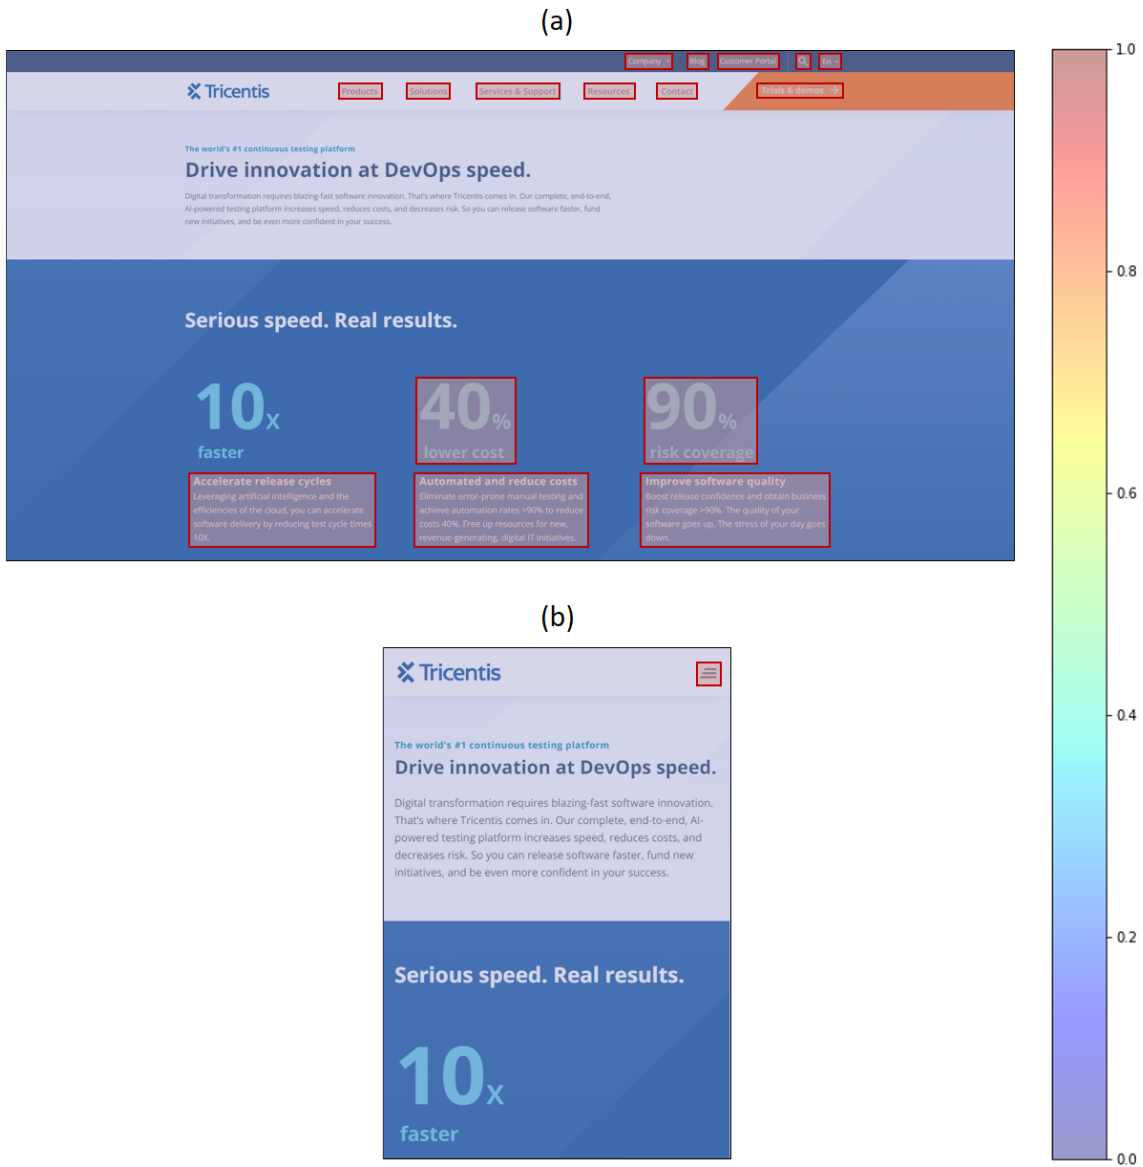 (a)
Company Blog Customer Portal En
Tricentis Products Solutions Services & Support Resources Contact Trials & demos
The world's #1 continuous testing platform
Drive innovation at DevOps speed.
Digital transformation requires blazing-fast software innovation. That's where Tricentis comes in. Our complete, end-to-end,
AI-powered testing platform increases speed, reduces costs, and decreases risk. So you can release software faster, fund
new initiatives, and be even more confident in your success.
Serious speed. Real results.
10x
faster
40%
lower cost
90%
risk coverage
Accelerate release cycles
Leveraging artificial intelligence and the
efficiencies of the cloud, you can accelerate
software delivery by reducing test cycle times
10X.
Automated and reduce costs
Eliminate error-prone manual testing and
achieve automation rates >90% to reduce
costs 40%. Free up resources for new,
revenue-generating, digital IT initiatives.
Improve software quality
Boost release confidence and obtain business
risk coverage >90%. The quality of your
software goes up. The stress of your day goes
down.
(b)
Tricentis
The world's #1 continuous testing platform
Drive innovation at DevOps speed.
Digital transformation requires blazing-fast software innovation.
That's where Tricentis comes in. Our complete, end-to-end, AI-
powered testing platform increases speed, reduces costs, and
decreases risk. So you can release software faster, fund new
initiatives, and be even more confident in your success.
Serious speed. Real results.
10x
faster
1.0
0.8
0.6
0.4
0.2
0.0